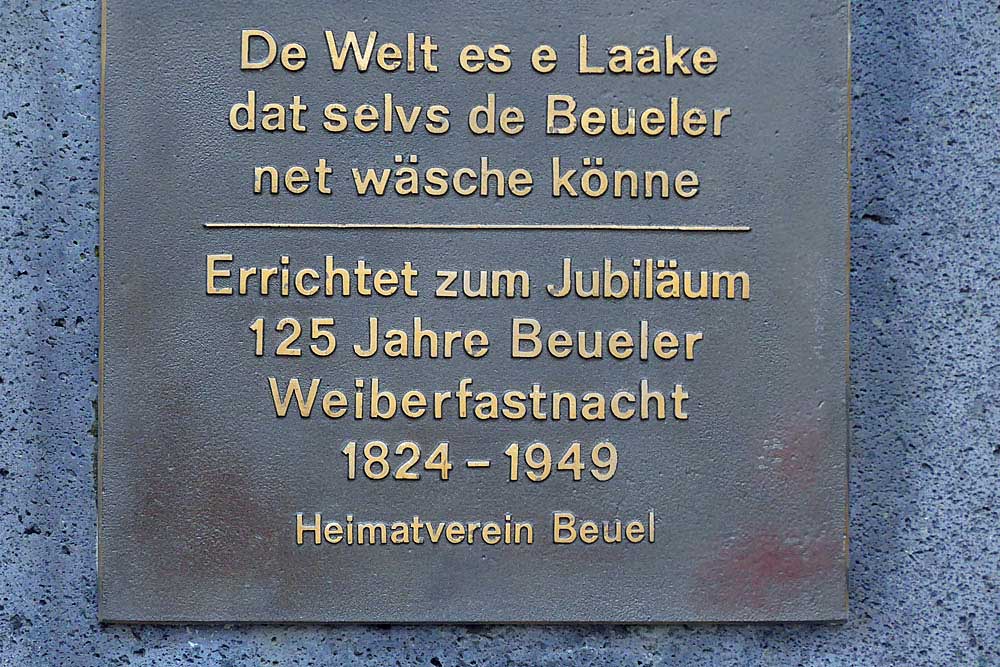 De Welt es e Laake
dat selvs de Beueler
net wäsche könne
Errichtet zum Jubiläum
125 Jahre Beueler
Weiberfastnacht
1824 – 1949
Heimatverein Beuel